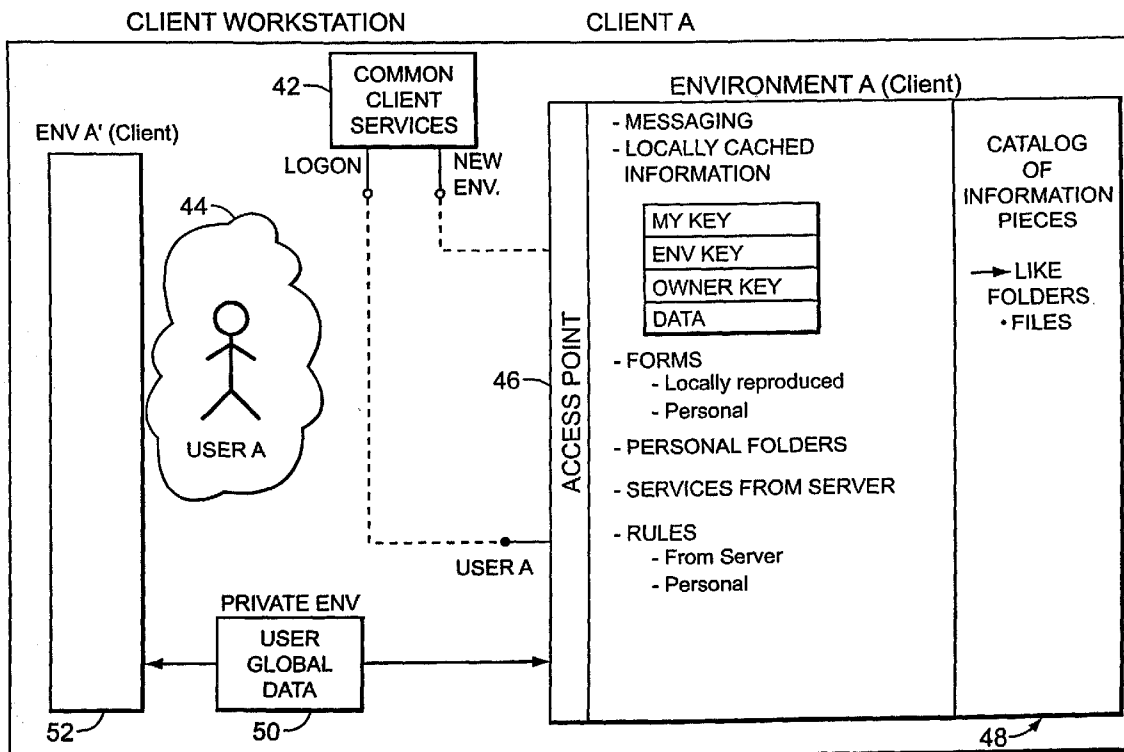 CLIENT WORKSTATION
CLIENT A
42
COMMON
CLIENT
SERVICES
LOGON
NEW
ENV.
ENV A' (Client)
44
USER A
USER A
PRIVATE ENV
USER
GLOBAL
DATA
52
50
ENVIRONMENT A (Client)
46
ACCESS POINT
- MESSAGING
- LOCALLY CACHED
INFORMATION
MY KEY
ENV KEY
OWNER KEY
DATA
- FORMS
- Locally reproduced
- Personal
- PERSONAL FOLDERS
- SERVICES FROM SERVER
- RULES
- From Server
- Personal
CATALOG
OF
INFORMATION
PIECES
→ LIKE
FOLDERS
• FILES
48